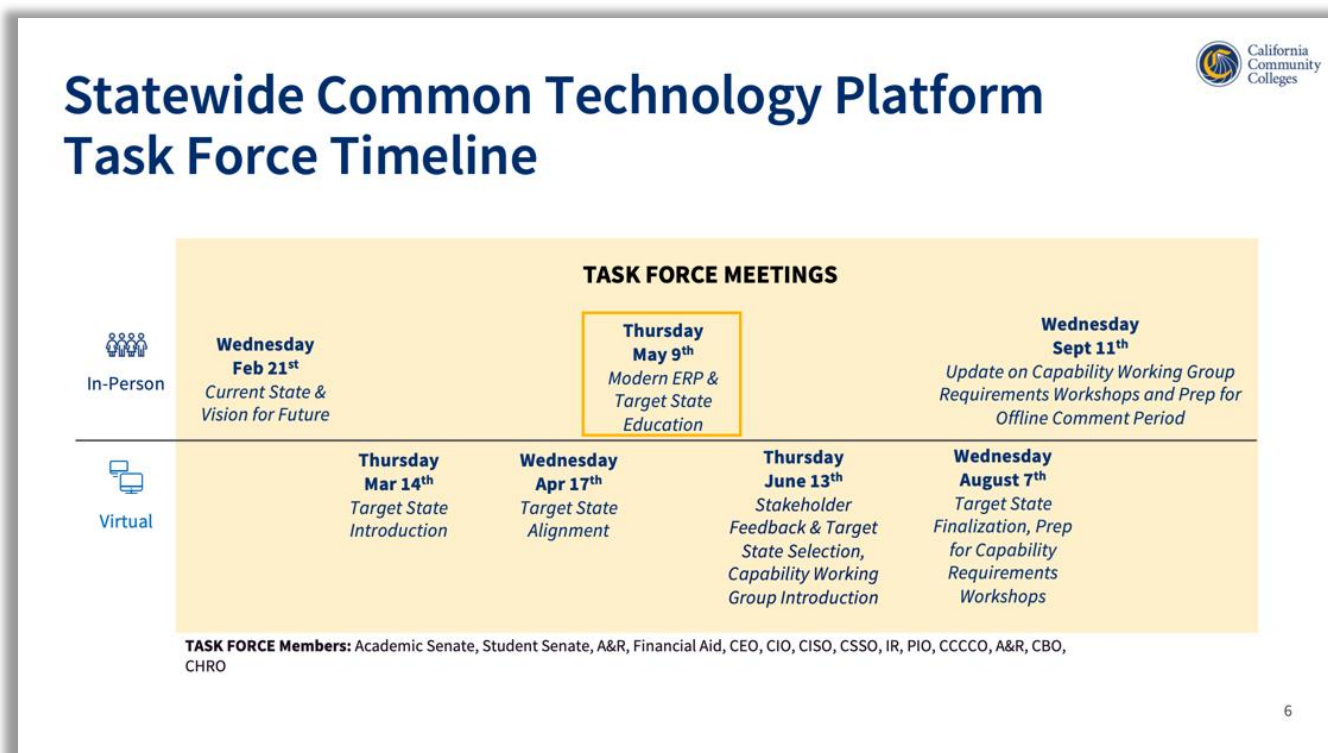 California
Community
Colleges
Statewide Common Technology Platform
Task Force Timeline
TASK FORCE MEETINGS
In-Person
Wednesday
Feb 21st
Current State &
Vision for Future
Thursday
May 9th
Modern ERP &
Target State
Education
Wednesday
Sept 11th
Update on Capability Working Group
Requirements Workshops and Prep for
Offline Comment Period
Virtual
Thursday
Mar 14th
Target State
Introduction
Wednesday
Apr 17th
Target State
Alignment
Thursday
June 13th
Stakeholder
Feedback & Target
State Selection,
Capability Working
Group Introduction
Wednesday
August 7th
Target State
Finalization, Prep
for Capability
Requirements
Workshops
TASK FORCE Members: Academic Senate, Student Senate, A&R, Financial Aid, CEO, CIO, CISO, CSSO, IR, PIO, CCCCO, A&R, CBO,
CHRO
6